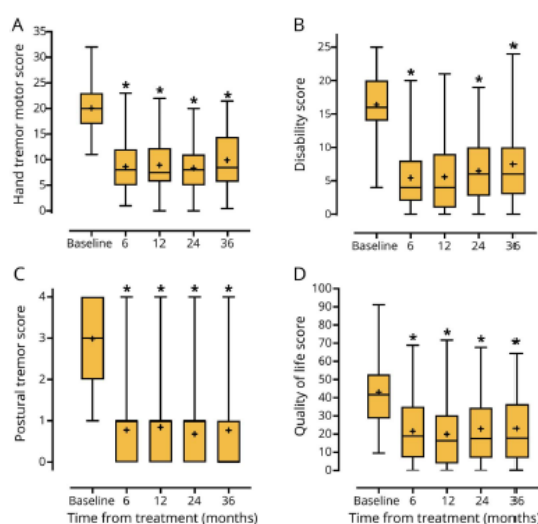 A
Hand tremor motor score
35
30
25
20
15
10
5
0
* * * *
Baseline 6 12 24 36
B
Disability score
25
20
15
10
5
0
* * *
Baseline 6 12 24 36
C
Postural tremor score
4
3
2
1
0
* * * *
Baseline 6 12 24 36
Time from treatment (months)
D
Quality of life score
100
90
80
70
60
50
40
30
20
10
0
* * * *
Baseline 6 12 24 36
Time from treatment (months)